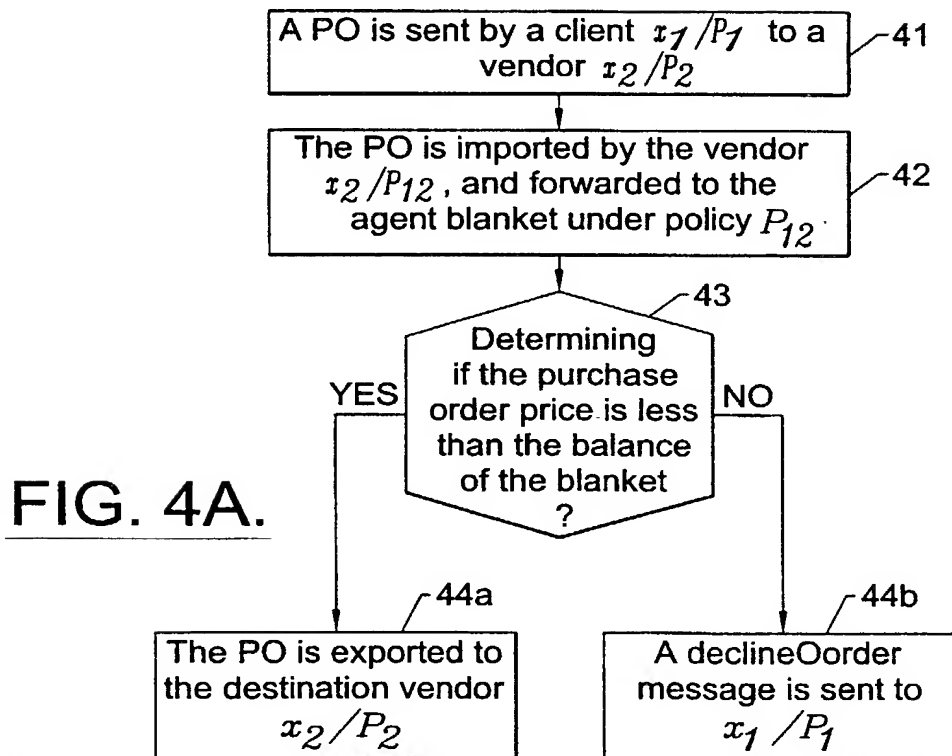 A PO is sent by a client x1/P1 to a
vendor x2/P2
41
The PO is imported by the vendor
x2/P12, and forwarded to the
agent blanket under policy P12
42
43
Determining
if the purchase
order price is less
than the balance
of the blanket
?
YES
NO
FIG. 4A.
44a
The PO is exported to
the destination vendor
x2/P2
44b
A declineOorder
message is sent to
x1/P1